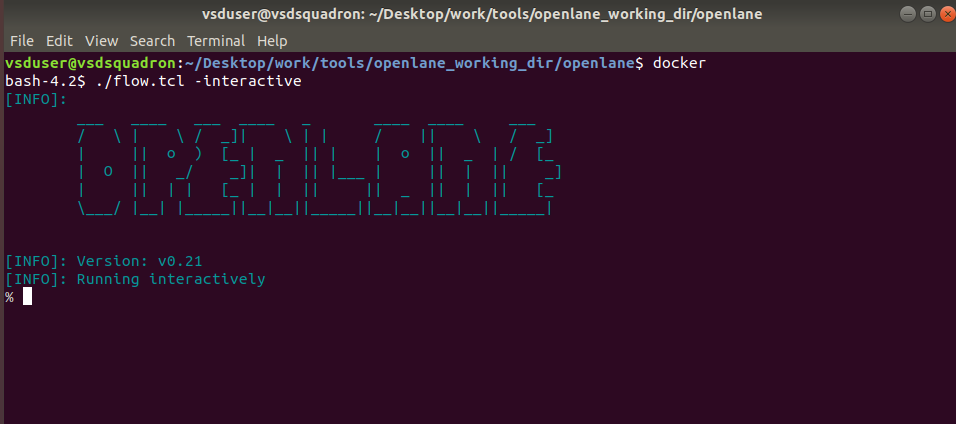 vsduser@vsdsquadron: ~/Desktop/work/tools/openlane_working_dir/openlane
File Edit View Search Terminal Help
vsduser@vsdsquadron:~/Desktop/work/tools/openlane_working_dir/openlane$ docker
bash-4.2$ ./flow.tcl -interactive
[INFO]:
OPENLANE
[INFO]: Version: v0.21
[INFO]: Running interactively
%